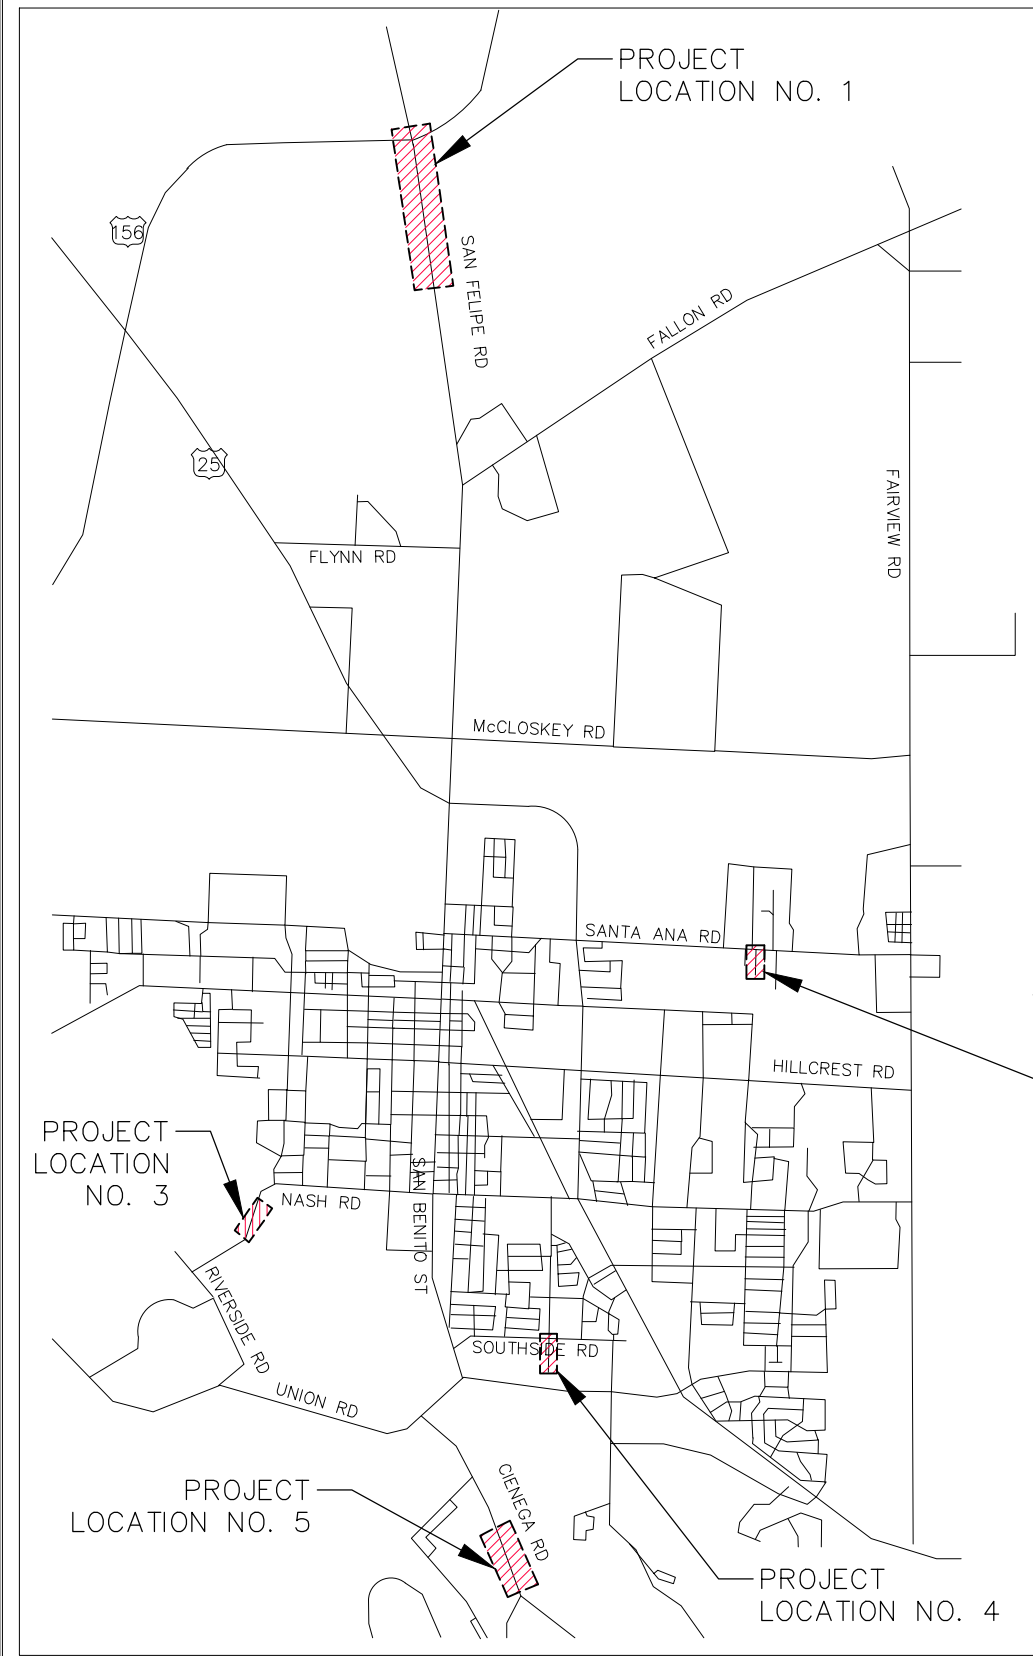 PROJECT
LOCATION NO. 1
156
SAN FELIPE RD
FALLON RD
25
FAIRVIEW RD
FLYNN RD
McCLOSKEY RD
SANTA ANA RD
HILLCREST RD
PROJECT
LOCATION
NO. 3
NASH RD
SAN BENITO ST
RIVERSIDE RD
SOUTHSIDE RD
UNION RD
CIENEGA RD
PROJECT
LOCATION NO. 5
PROJECT
LOCATION NO. 4